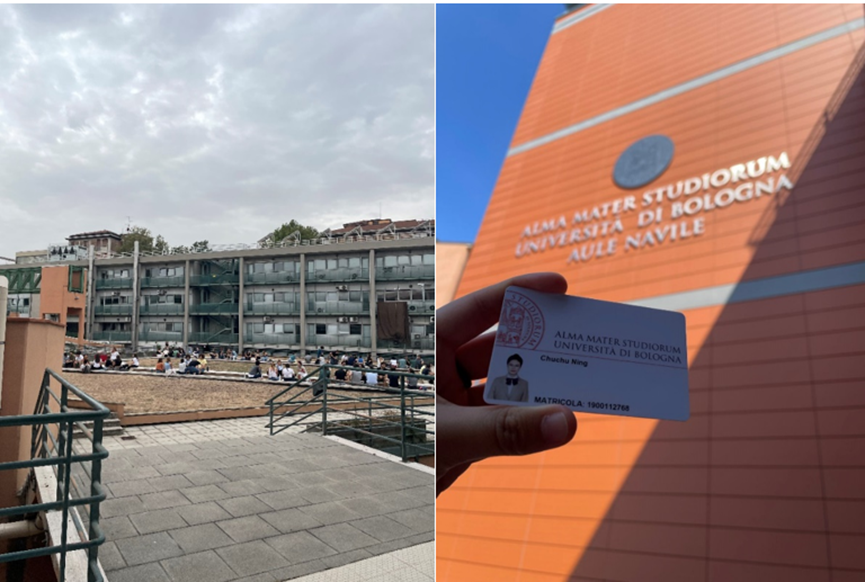 ALMA MATER STUDIORUM
UNIVERSITÀ DI BOLOGNA
AULE NAVILE
ALMA MATER STUDIORUM
UNIVERSITÀ DI BOLOGNA
Chuchu Ning
MATRICOLA: 1900112768